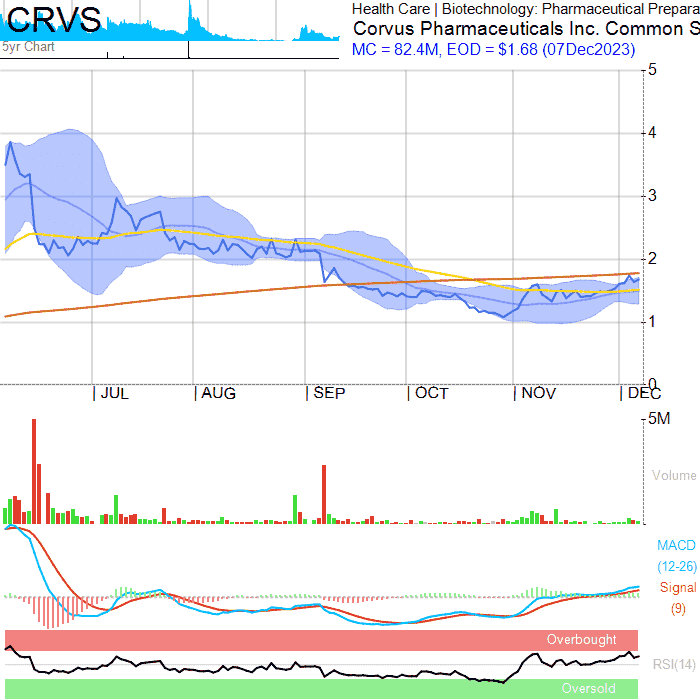 CRVS
5yr Chart
Health Care | Biotechnology: Pharmaceutical Prepara
Corvus Pharmaceuticals Inc. Common S
MC = 82.4M, EOD = $1.68 (07Dec2023)
5
4
3
2
1
0
JUL
AUG
SEP
OCT
NOV
DEC
5M
Volume
MACD
(12-26)
Signal
(9)
Overbought
RSI(14)
Oversold